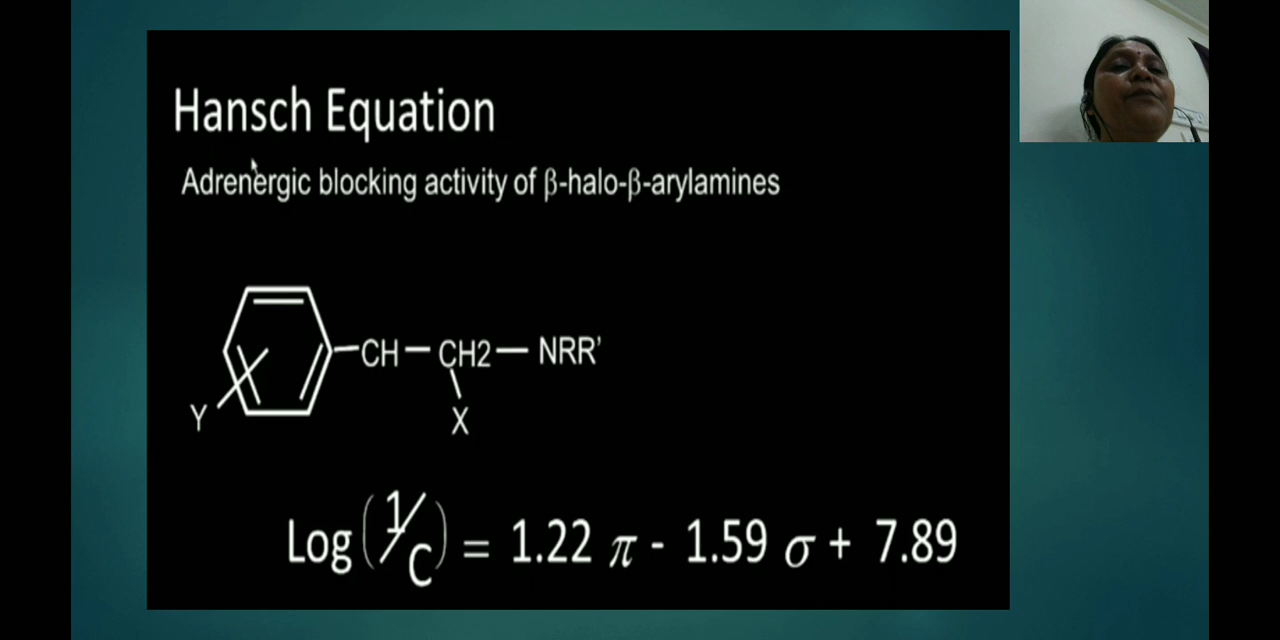 Hansch Equation
Adrenergic blocking activity of β-halo-β-arylamines
CH — CH2 — NRR'
Y
X
Log (1/C) = 1.22 π - 1.59 σ + 7.89